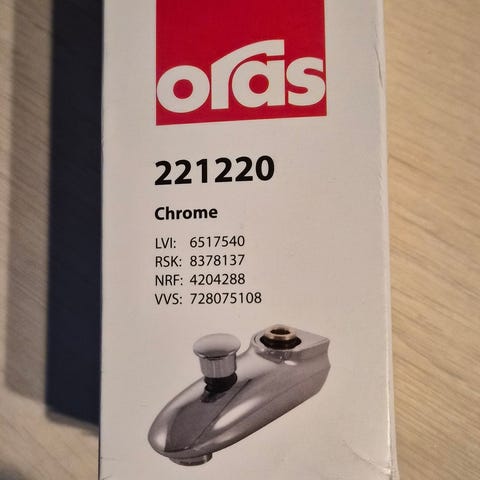 oras
221220
Chrome
LVI: 6517540
RSK: 8378137
NRF: 4204288
VVS: 728075108